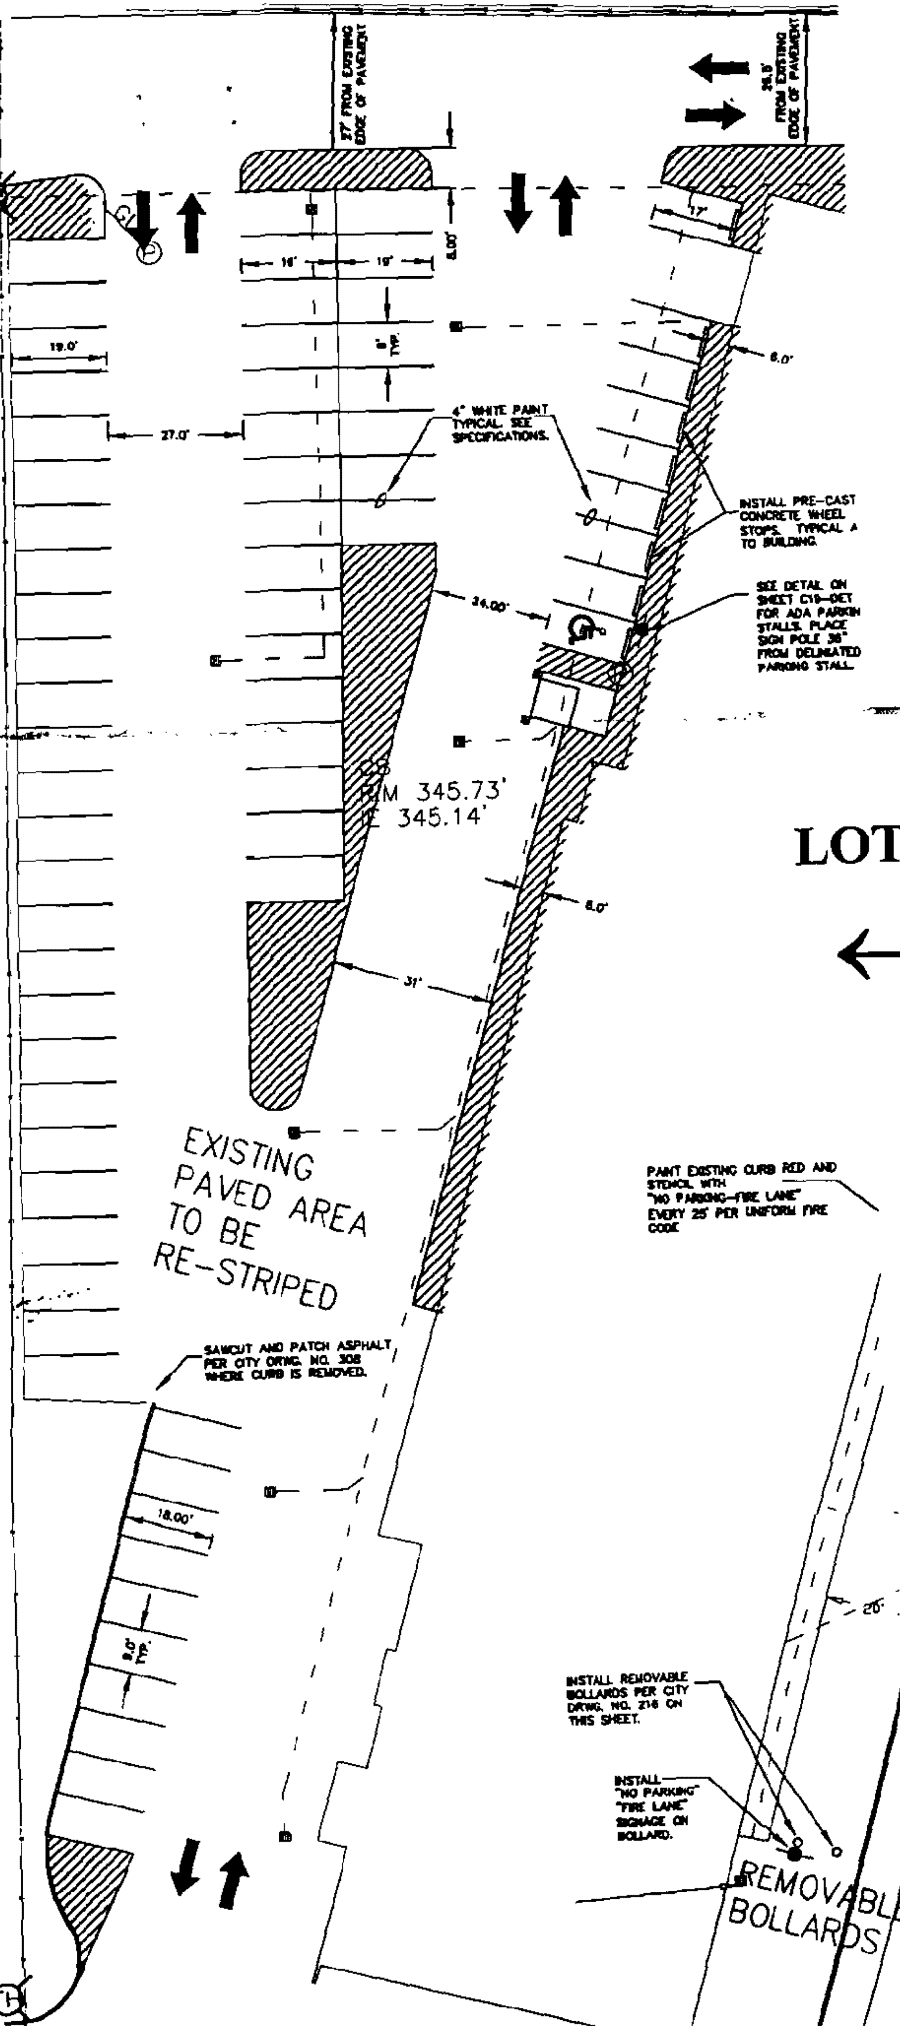 27' FROM EXISTING
EDGE OF PAVEMENT
26.5'
FROM EXISTING
EDGE OF PAVEMENT
17'
8.00'
19'
9'
TYP.
19.0'
27.0'
6.0'
4" WHITE PAINT
TYPICAL. SEE
SPECIFICATIONS.
INSTALL PRE-CAST
CONCRETE WHEEL
STOPS. TYPICAL A
TO BUILDING.
24.00'
SEE DETAIL ON
SHEET C19-DET
FOR ADA PARKIN
STALLS. PLACE
SIGN POLE 36"
FROM DELINEATED
PARKING STALL.
RIM 345.73'
IE 345.14'
LOT
6.0'
31'
EXISTING
PAVED AREA
TO BE
RE-STRIPED
PAINT EXISTING CURB RED AND
STENCIL WITH
"NO PARKING-FIRE LANE"
EVERY 25' PER UNIFORM FIRE
CODE
SAWCUT AND PATCH ASPHALT
PER CITY DRWG. NO. 308
WHERE CURB IS REMOVED.
18.00'
9.0'
TYP.
20'
INSTALL REMOVABLE
BOLLARDS PER CITY
DRWG. NO. 216 ON
THIS SHEET.
INSTALL
"NO PARKING"
"FIRE LANE"
SIGNAGE ON
BOLLARD.
REMOVABLE
BOLLARDS